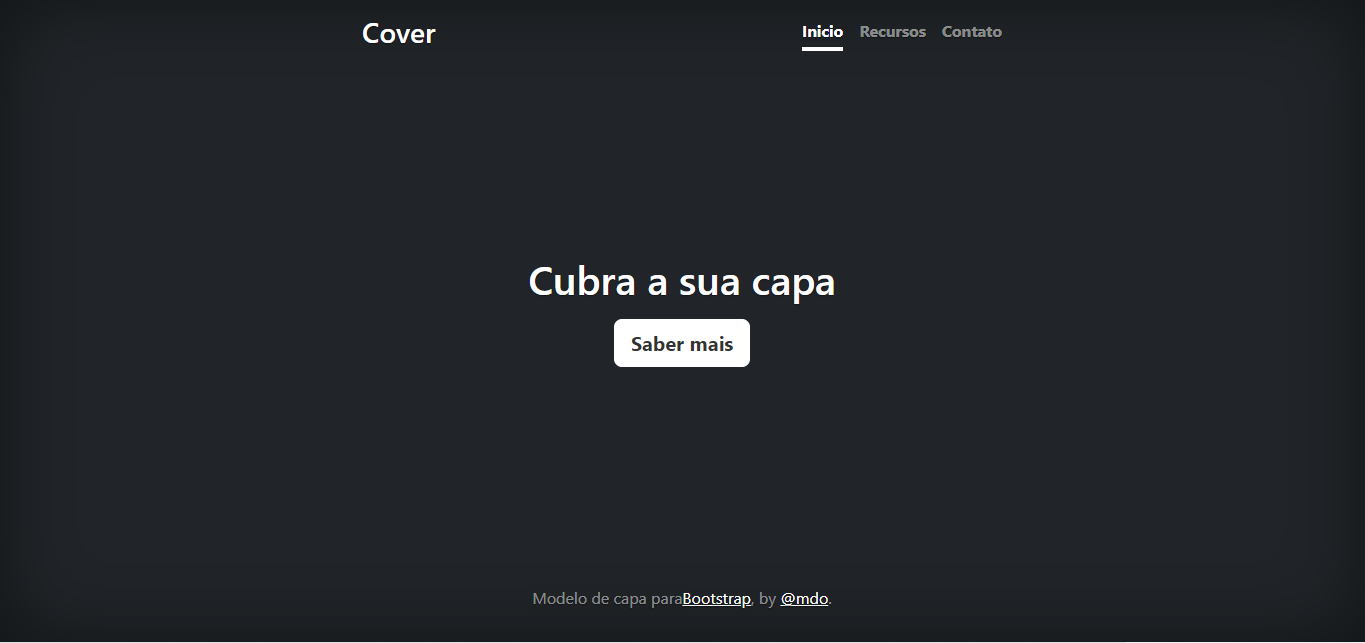 Cover
Inicio Recursos Contato
Cubra a sua capa
Saber mais
Modelo de capa paraBootstrap, by @mdo.